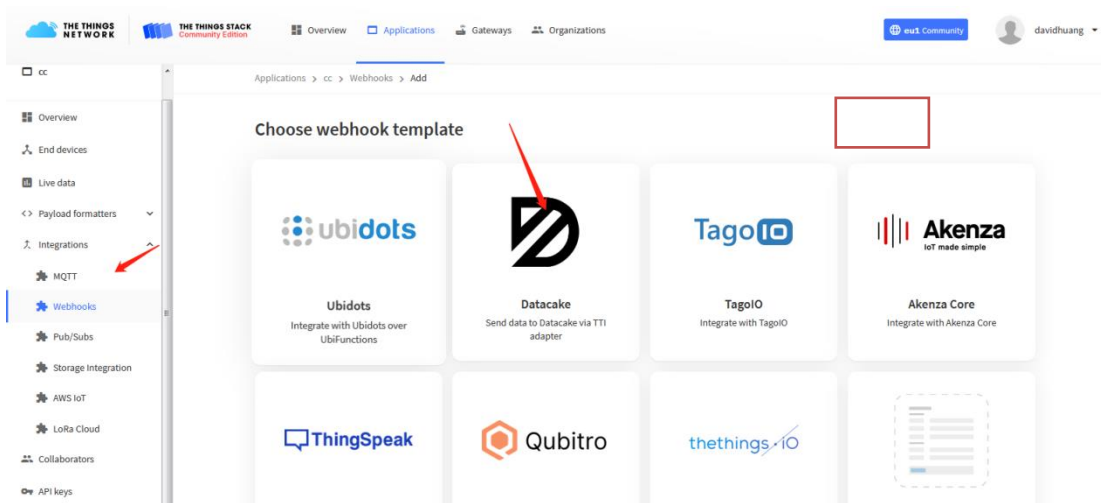 THE THINGS NETWORK
THE THINGS STACK
Community Edition
Overview
Applications
Gateways
Organizations
eu1 Community
davidhuang
cc
Overview
End devices
Live data
<> Payload formatters
Integrations
MQTT
Webhooks
Pub/Subs
Storage Integration
AWS IoT
LoRa Cloud
Collaborators
API keys
Applications > cc > Webhooks > Add
Choose webhook template
ubidots
Ubidots
Integrate with Ubidots over
UbiFunctions
Datacake
Send data to Datacake via TTI
adapter
TagoIO
TagoIO
Integrate with TagoIO
Akenza
IoT made simple
Akenza Core
Integrate with Akenza Core
ThingSpeak
Qubitro
thethings.iO